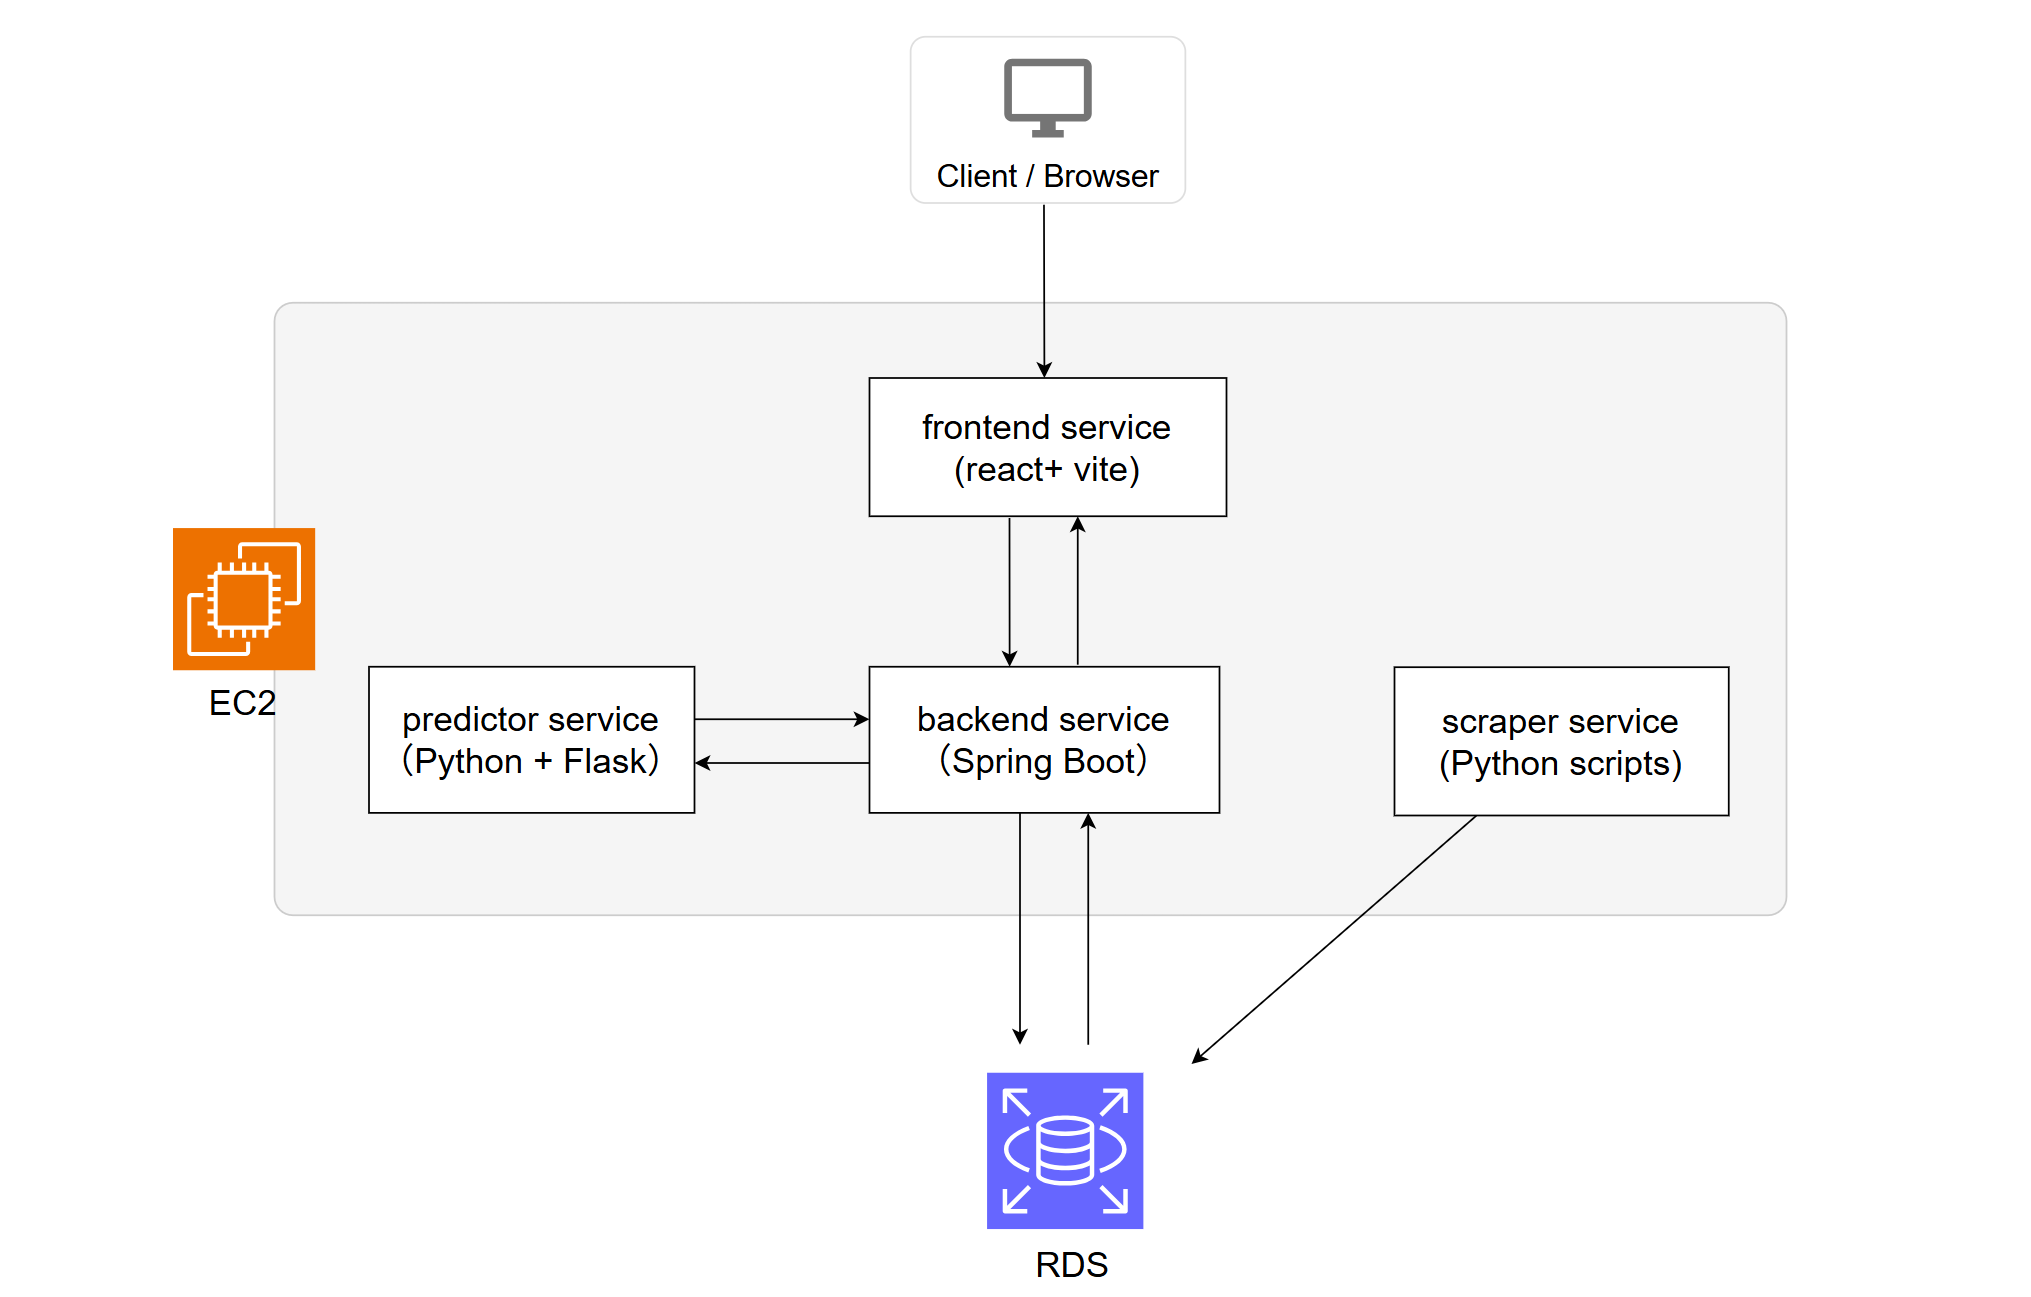 Client / Browser
frontend service
(react+ vite)
EC2
predictor service
（Python + Flask）
backend service
（Spring Boot）
scraper service
(Python scripts)
RDS